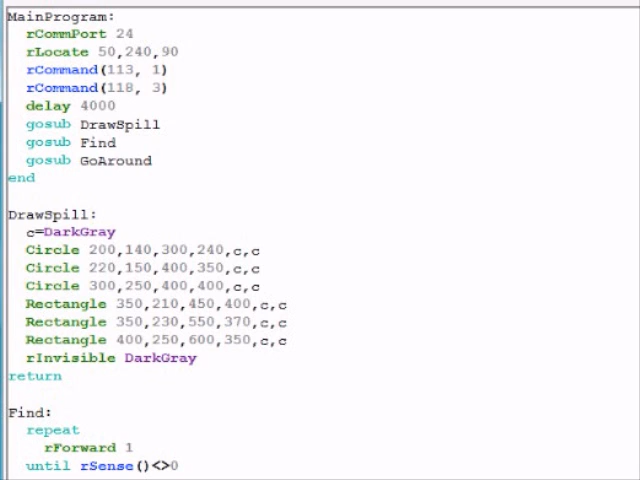 MainProgram:
rCommPort 24
rLocate 50,240,90
rCommand(113, 1)
rCommand(118, 3)
delay 4000
gosub DrawSpill
gosub Find
gosub GoAround
end
DrawSpill:
c=DarkGray
Circle 200,140,300,240,c,c
Circle 220,150,400,350,c,c
Circle 300,250,400,400,c,c
Rectangle 350,210,450,400,c,c
Rectangle 350,230,550,370,c,c
Rectangle 400,250,600,350,c,c
rInvisible DarkGray
return
Find:
repeat
rForward 1
until rSense()<>0